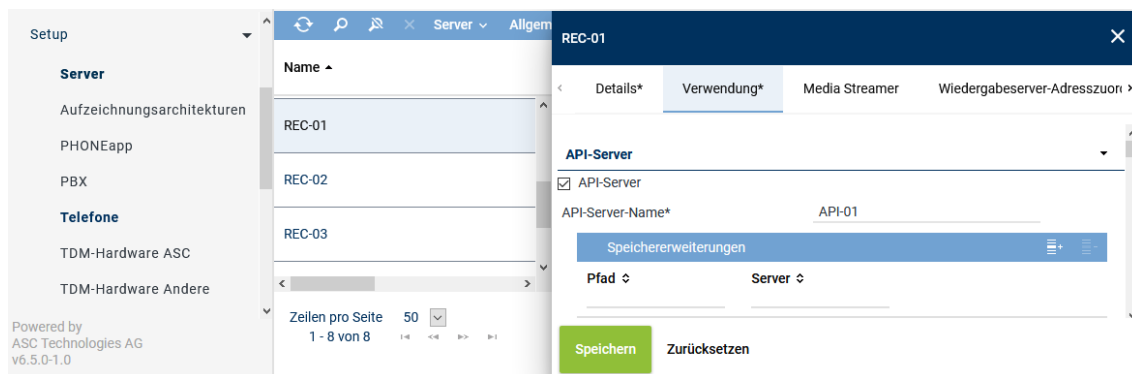 Setup
Server
Aufzeichnungsarchitekturen
PHONEapp
PBX
Telefone
TDM-Hardware ASC
TDM-Hardware Andere
Powered by
ASC Technologies AG
v6.5.0-1.0
Server Allgem
Name
REC-01
REC-02
REC-03
Zeilen pro Seite 50
1 - 8 von 8
REC-01
Details* Verwendung* Media Streamer Wiedergabeserver-Adresszuor
API-Server
API-Server
API-Server-Name* API-01
Speichererweiterungen
Pfad Server
Speichern Zurücksetzen